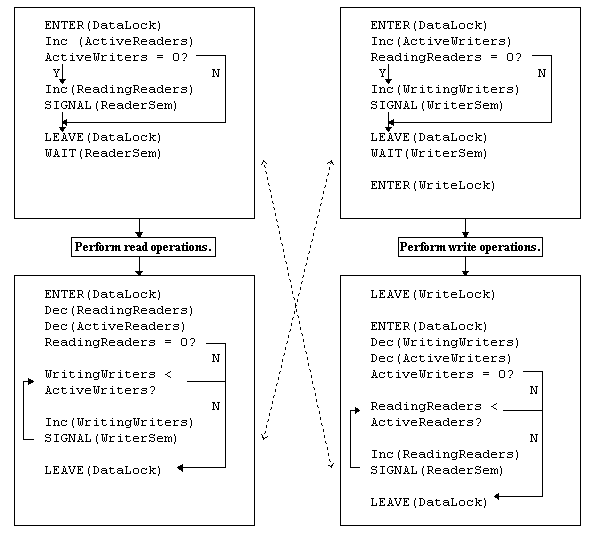 ENTER(DataLock)
Inc (ActiveReaders)
ActiveWriters = 0?
Y
N
Inc(ReadingReaders)
SIGNAL(ReaderSem)
LEAVE(DataLock)
WAIT(ReaderSem)
ENTER(DataLock)
Inc(ActiveWriters)
ReadingReaders = 0?
Y
N
Inc(WritingWriters)
SIGNAL(WriterSem)
LEAVE(DataLock)
WAIT(WriterSem)
ENTER(WriteLock)
Perform read operations.
Perform write operations.
ENTER(DataLock)
Dec(ReadingReaders)
Dec(ActiveReaders)
ReadingReaders = 0?
N
WritingWriters <
ActiveWriters?
N
Inc(WritingWriters)
SIGNAL(WriterSem)
LEAVE(DataLock)
LEAVE(WriteLock)
ENTER(DataLock)
Dec(WritingWriters)
Dec(ActiveWriters)
ActiveWriters = 0?
N
ReadingReaders <
ActiveReaders?
N
Inc(ReadingReaders)
SIGNAL(ReaderSem)
LEAVE(DataLock)